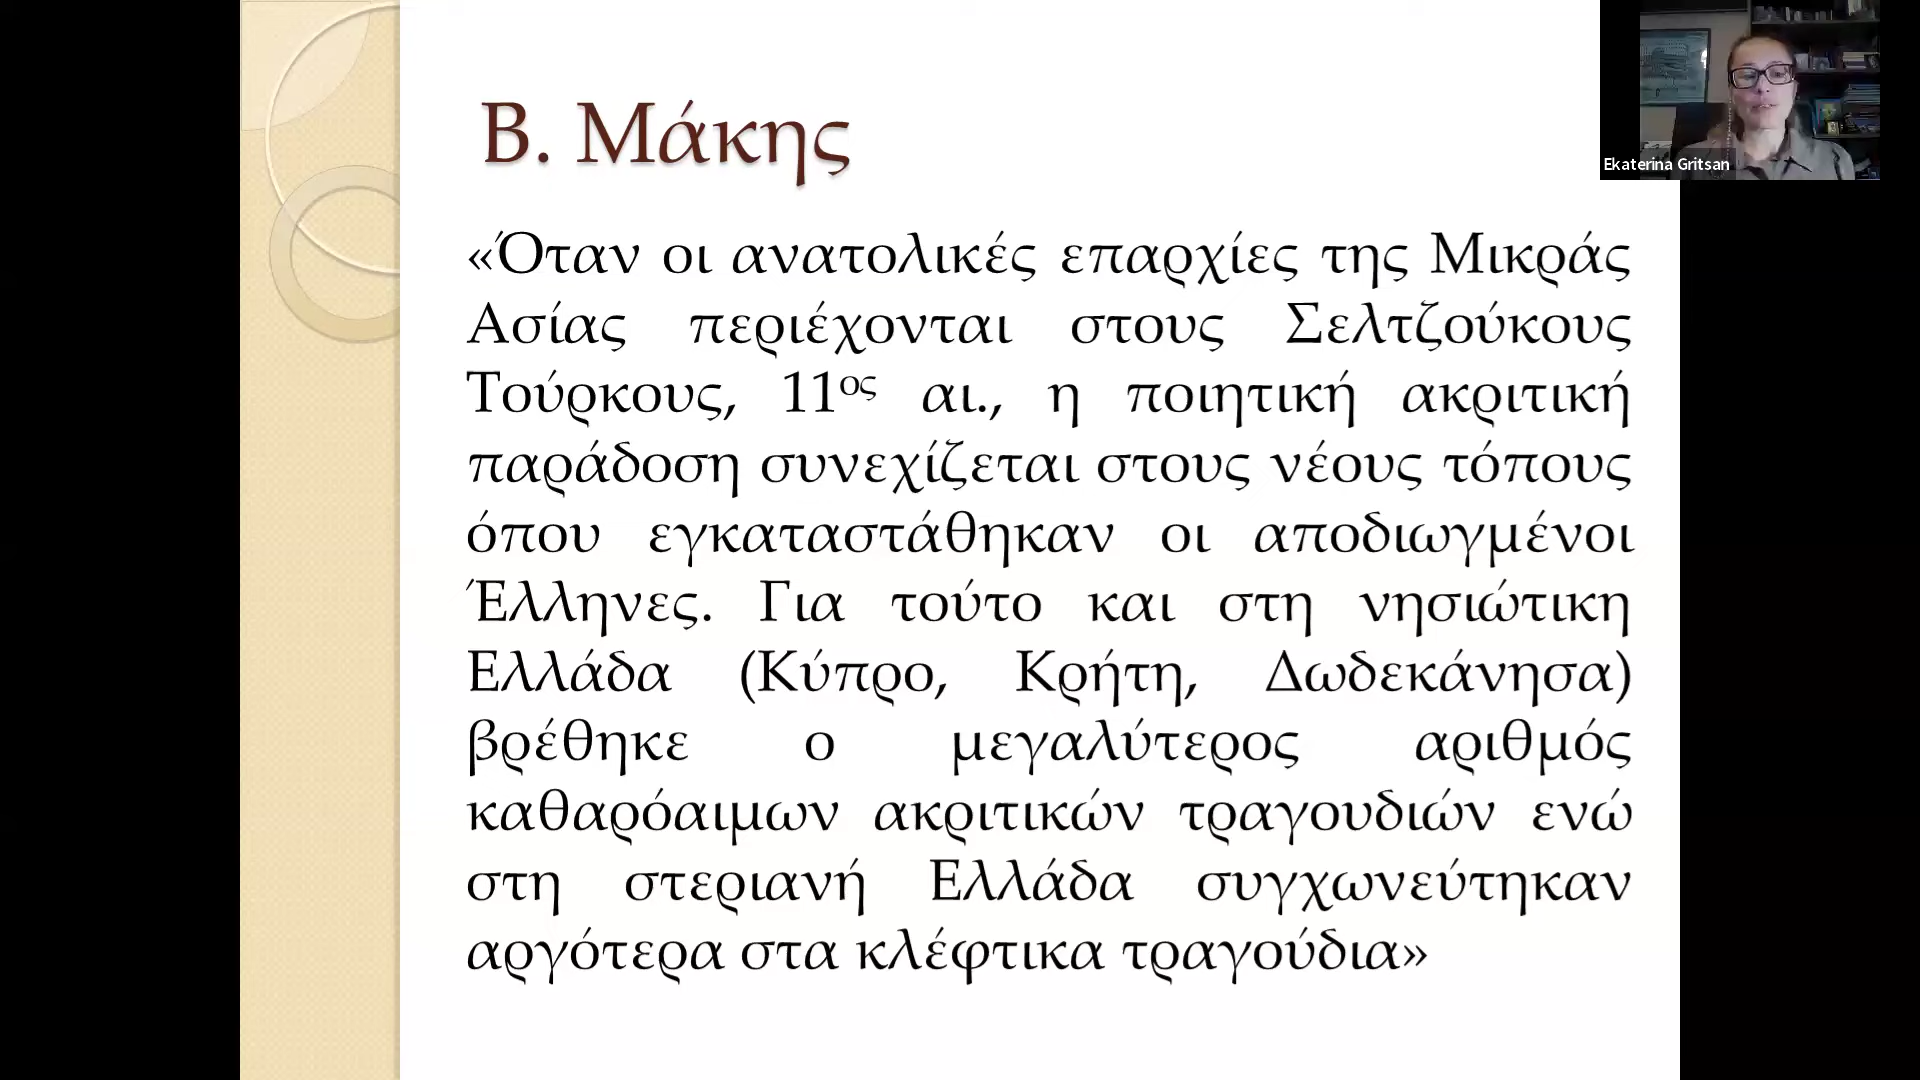 Β. Μάκης
«Όταν οι ανατολικές επαρχίες της Μικράς
Ασίας περιέχονται στους Σελτζούκους
Τούρκους, 11ος αι., η ποιητική ακριτική
παράδοση συνεχίζεται στους νέους τόπους
όπου εγκαταστάθηκαν οι αποδιωγμένοι
Έλληνες. Για τούτο και στη νησιώτικη
Ελλάδα (Κύπρο, Κρήτη, Δωδεκάνησα)
βρέθηκε ο μεγαλύτερος αριθμός
καθαρόαιμων ακριτικών τραγουδιών ενώ
στη στεριανή Ελλάδα συγχωνεύτηκαν
αργότερα στα κλέφτικα τραγούδια»
Ekaterina Gritsan